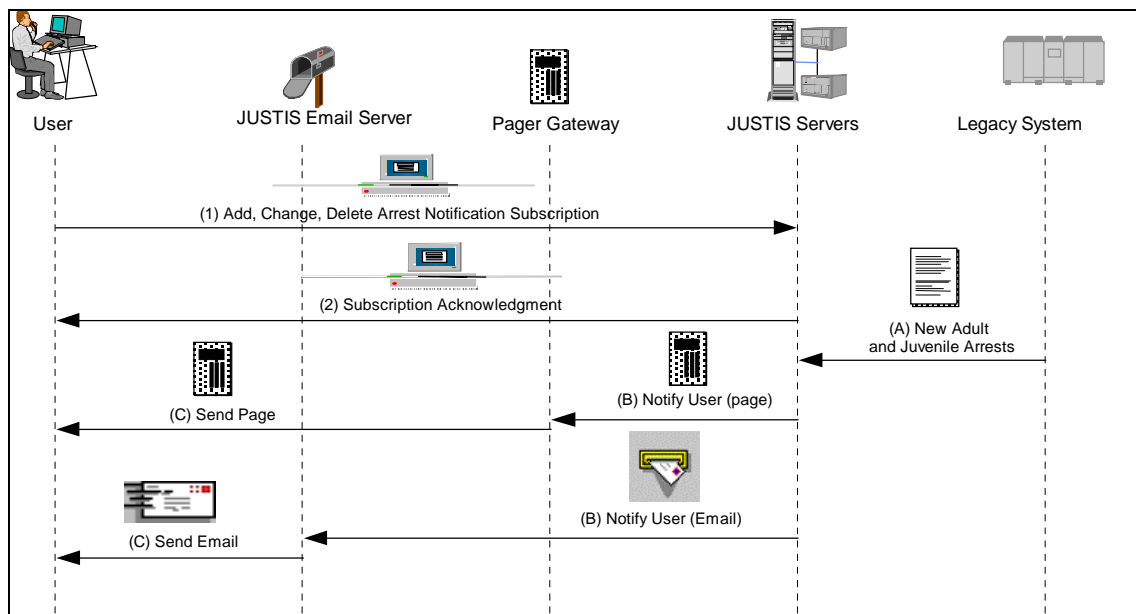 User
JUSTIS Email Server
Pager Gateway
JUSTIS Servers
Legacy System
(1) Add, Change, Delete Arrest Notification Subscription
(2) Subscription Acknowledgment
(A) New Adult
and Juvenile Arrests
(B) Notify User (page)
(C) Send Page
(B) Notify User (Email)
(C) Send Email